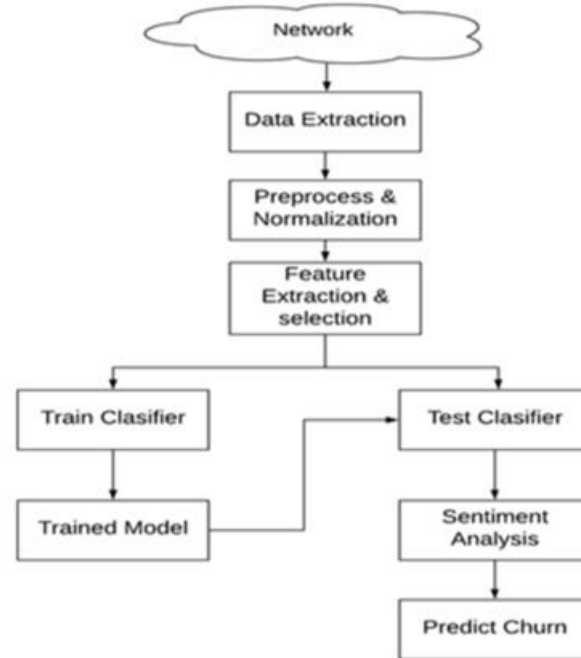 Network
Data Extraction
Preprocess &
Normalization
Feature
Extraction &
selection
Train Clasifier
Test Clasifier
Trained Model
Sentiment
Analysis
Predict Churn